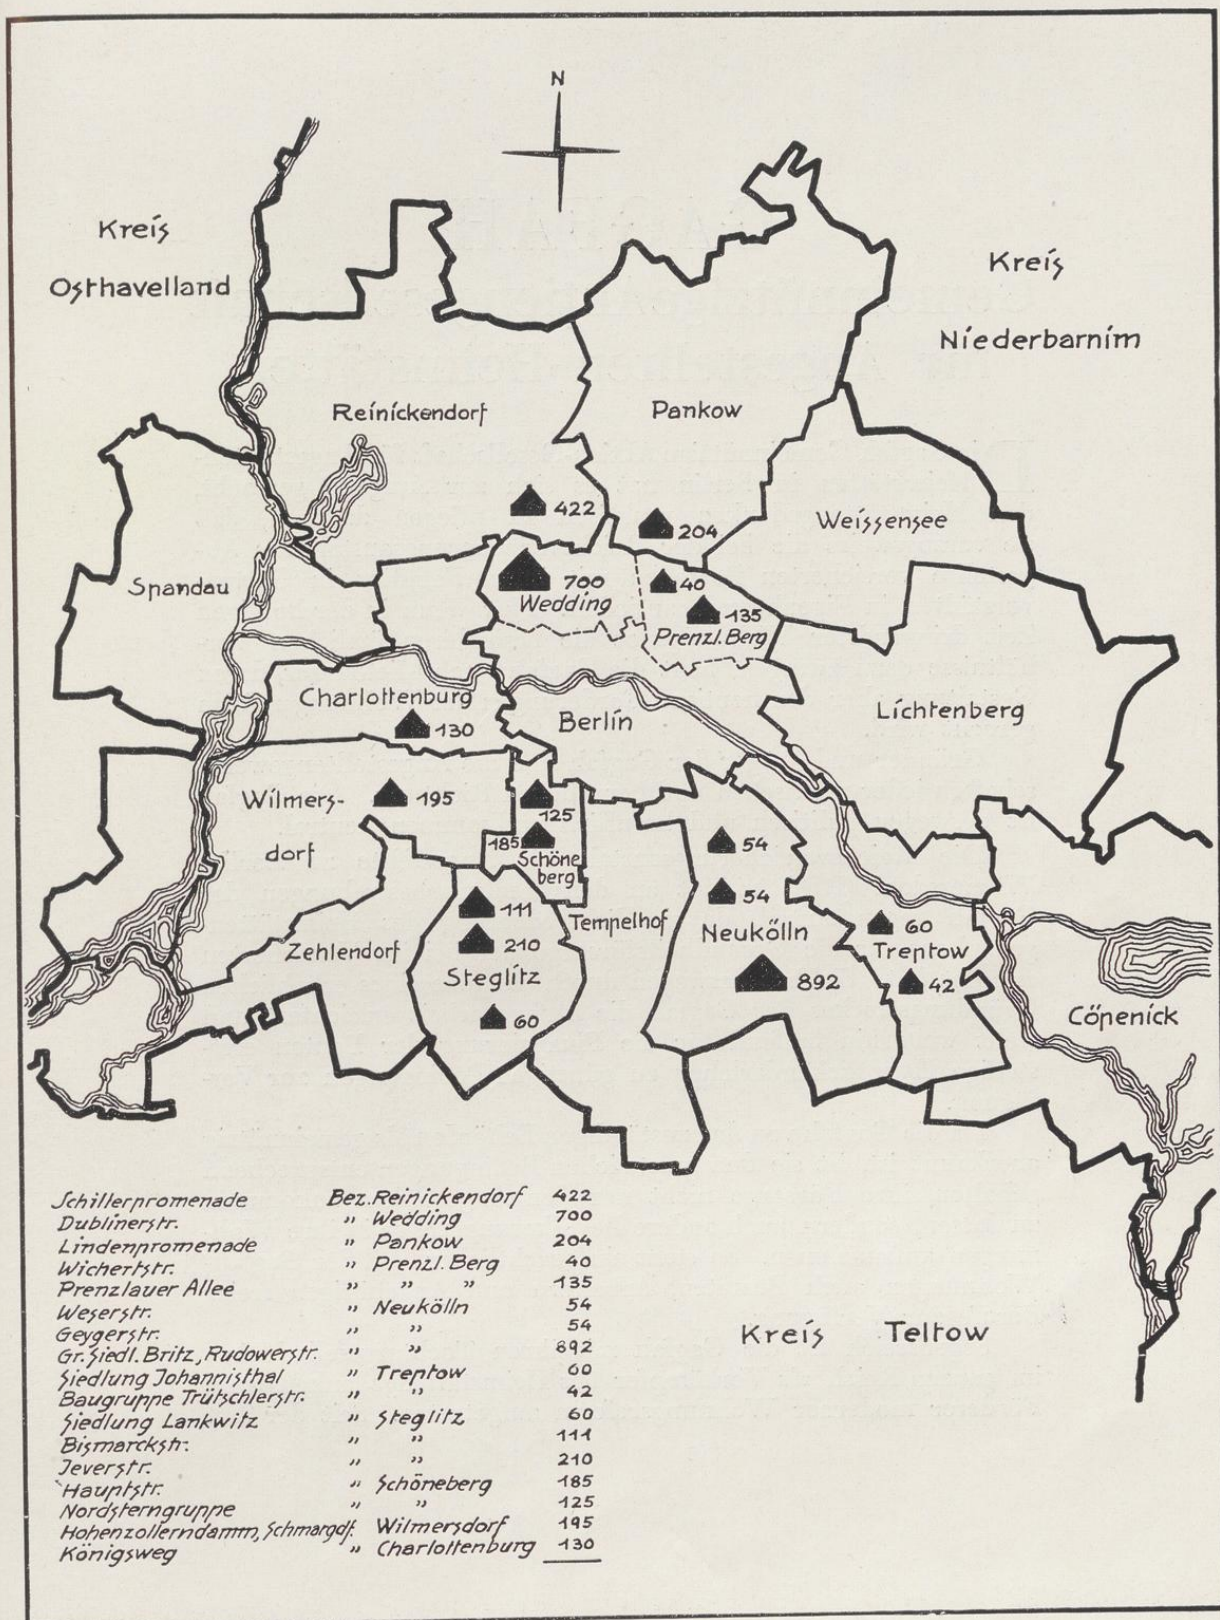 N
Kreis
Osthavelland
Kreis
Niederbarnim
Reinickendorf
Pankow
422
204
Weissensee
Spandau
700
Wedding
40
135
Prenzl. Berg
Charlottenburg
130
Berlin
Lichtenberg
Wilmers-
dorf
195
125
185
Schöne
berg
54
54
111
210
Steglitz
60
Zehlendorf
Tempelhof
Neukölln
892
60
Treptow
42
Cöpenick
Schillerpromenade Bez. Reinickendorf 422
Dublinerstr. " Wedding 700
Lindenpromenade " Pankow 204
Wichertstr. " Prenzl. Berg 40
Prenzlauer Allee " " " 135
Weserstr. " Neukölln 54
Geygerstr. " " 54
Gr. Siedl. Britz, Rudowerstr. " " 892
Siedlung Johannisthal " Treptow 60
Baugruppe Trütschlerstr. " " 42
Siedlung Lankwitz " Steglitz 60
Bismarckstr. " " 111
Jeverstr. " " 210
Hauptstr. " Schöneberg 185
Nordsterngruppe " " 125
Hohenzollerndamm, Schmargdf. Wilmersdorf 195
Königsweg " Charlottenburg 130
Kreis Teltow